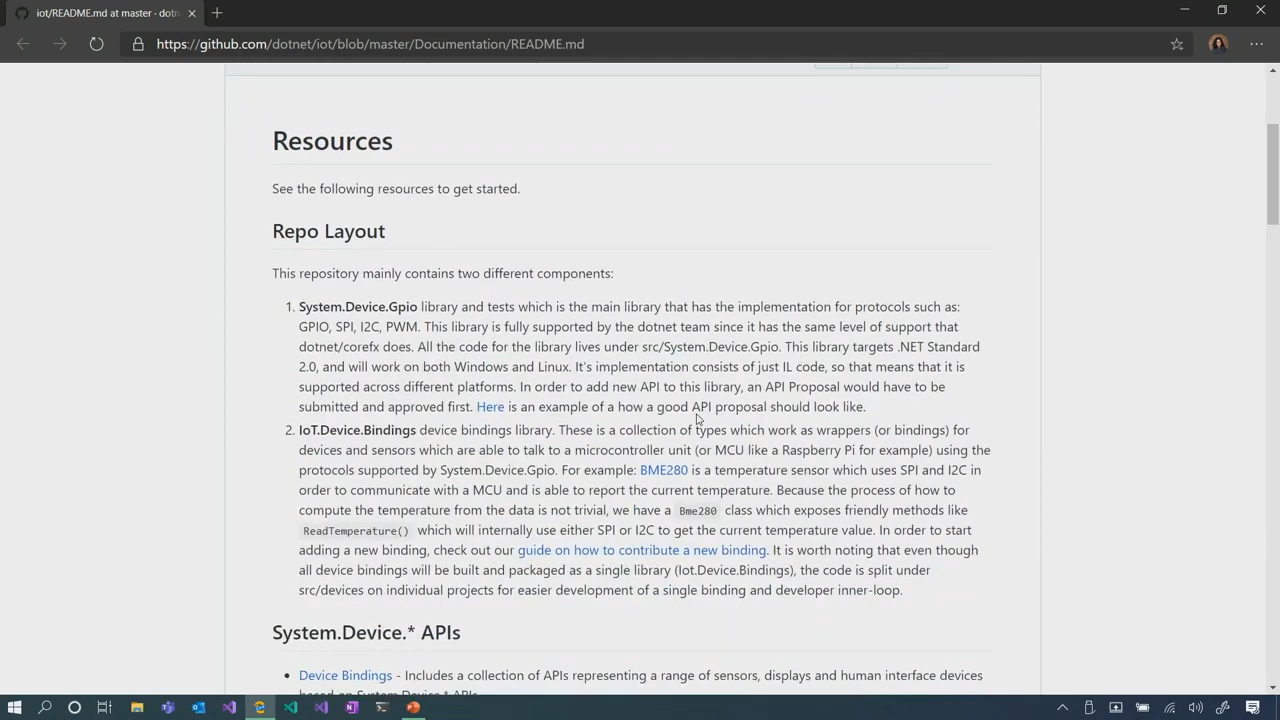 iot/README.md at master · dotn
https://github.com/dotnet/iot/blob/master/Documentation/README.md
Resources
See the following resources to get started.
Repo Layout
This repository mainly contains two different components:
1. System.Device.Gpio library and tests which is the main library that has the implementation for protocols such as:
GPIO, SPI, I2C, PWM. This library is fully supported by the dotnet team since it has the same level of support that
dotnet/corefx does. All the code for the library lives under src/System.Device.Gpio. This library targets .NET Standard
2.0, and will work on both Windows and Linux. It's implementation consists of just IL code, so that means that it is
supported across different platforms. In order to add new API to this library, an API Proposal would have to be
submitted and approved first. Here is an example of a how a good API proposal should look like.
2. IoT.Device.Bindings device bindings library. These is a collection of types which work as wrappers (or bindings) for
devices and sensors which are able to talk to a microcontroller unit (or MCU like a Raspberry Pi for example) using the
protocols supported by System.Device.Gpio. For example: BME280 is a temperature sensor which uses SPI and I2C in
order to communicate with a MCU and is able to report the current temperature. Because the process of how to
compute the temperature from the data is not trivial, we have a Bme280 class which exposes friendly methods like
ReadTemperature() which will internally use either SPI or I2C to get the current temperature value. In order to start
adding a new binding, check out our guide on how to contribute a new binding. It is worth noting that even though
all device bindings will be built and packaged as a single library (Iot.Device.Bindings), the code is split under
src/devices on individual projects for easier development of a single binding and developer inner-loop.
System.Device.* APIs
• Device Bindings - Includes a collection of APIs representing a range of sensors, displays and human interface devices
based on System.Device.* APIs.